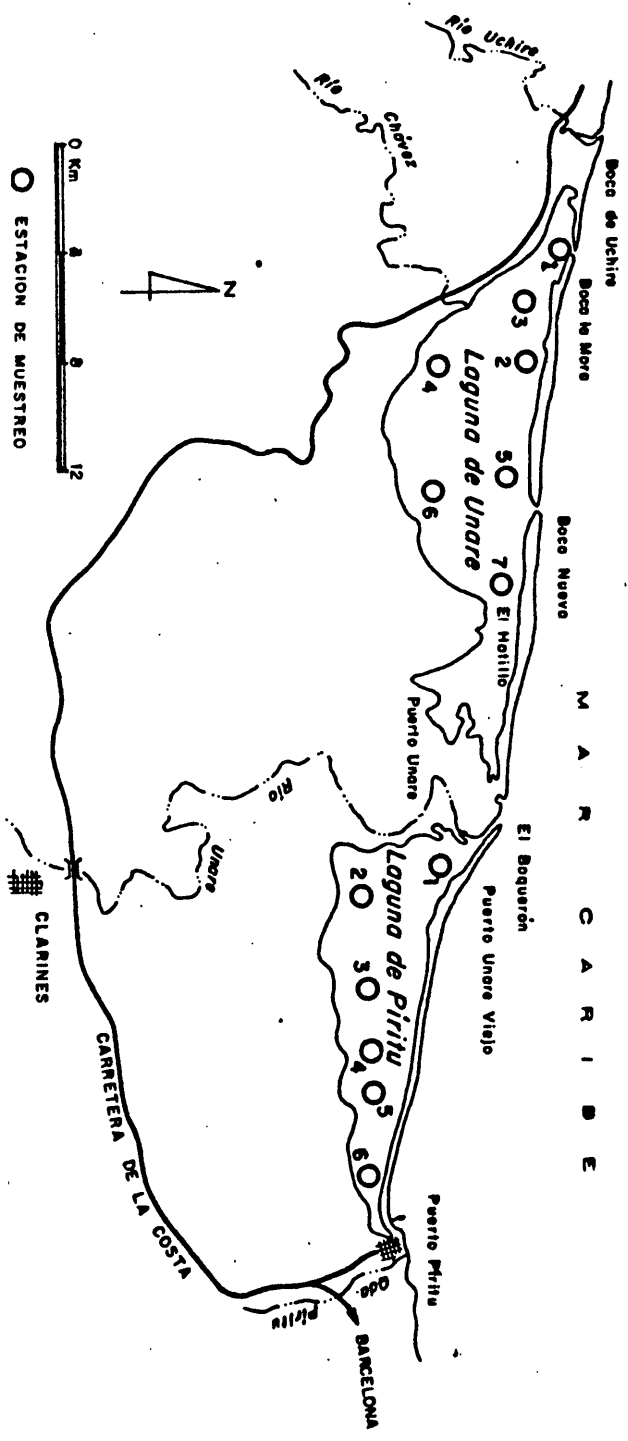 Río Uchire
Boca de Uchire
Río Chávez
Boca la Mora
1
3
2
4
5
6
7
Laguna de Unare
Boca Nueva
El Hatillo
MAR CARIBE
Puerto Unare
El Boquerón
Puerto Unare Viejo
Río Unare
1
2
3
4
5
6
Laguna de Píritu
Puerto Píritu
Qda Píritu
BARCELONA
CARRETERA DE LA COSTA
CLARINES
N
0 Km
4
8
12
ESTACION DE MUESTREO